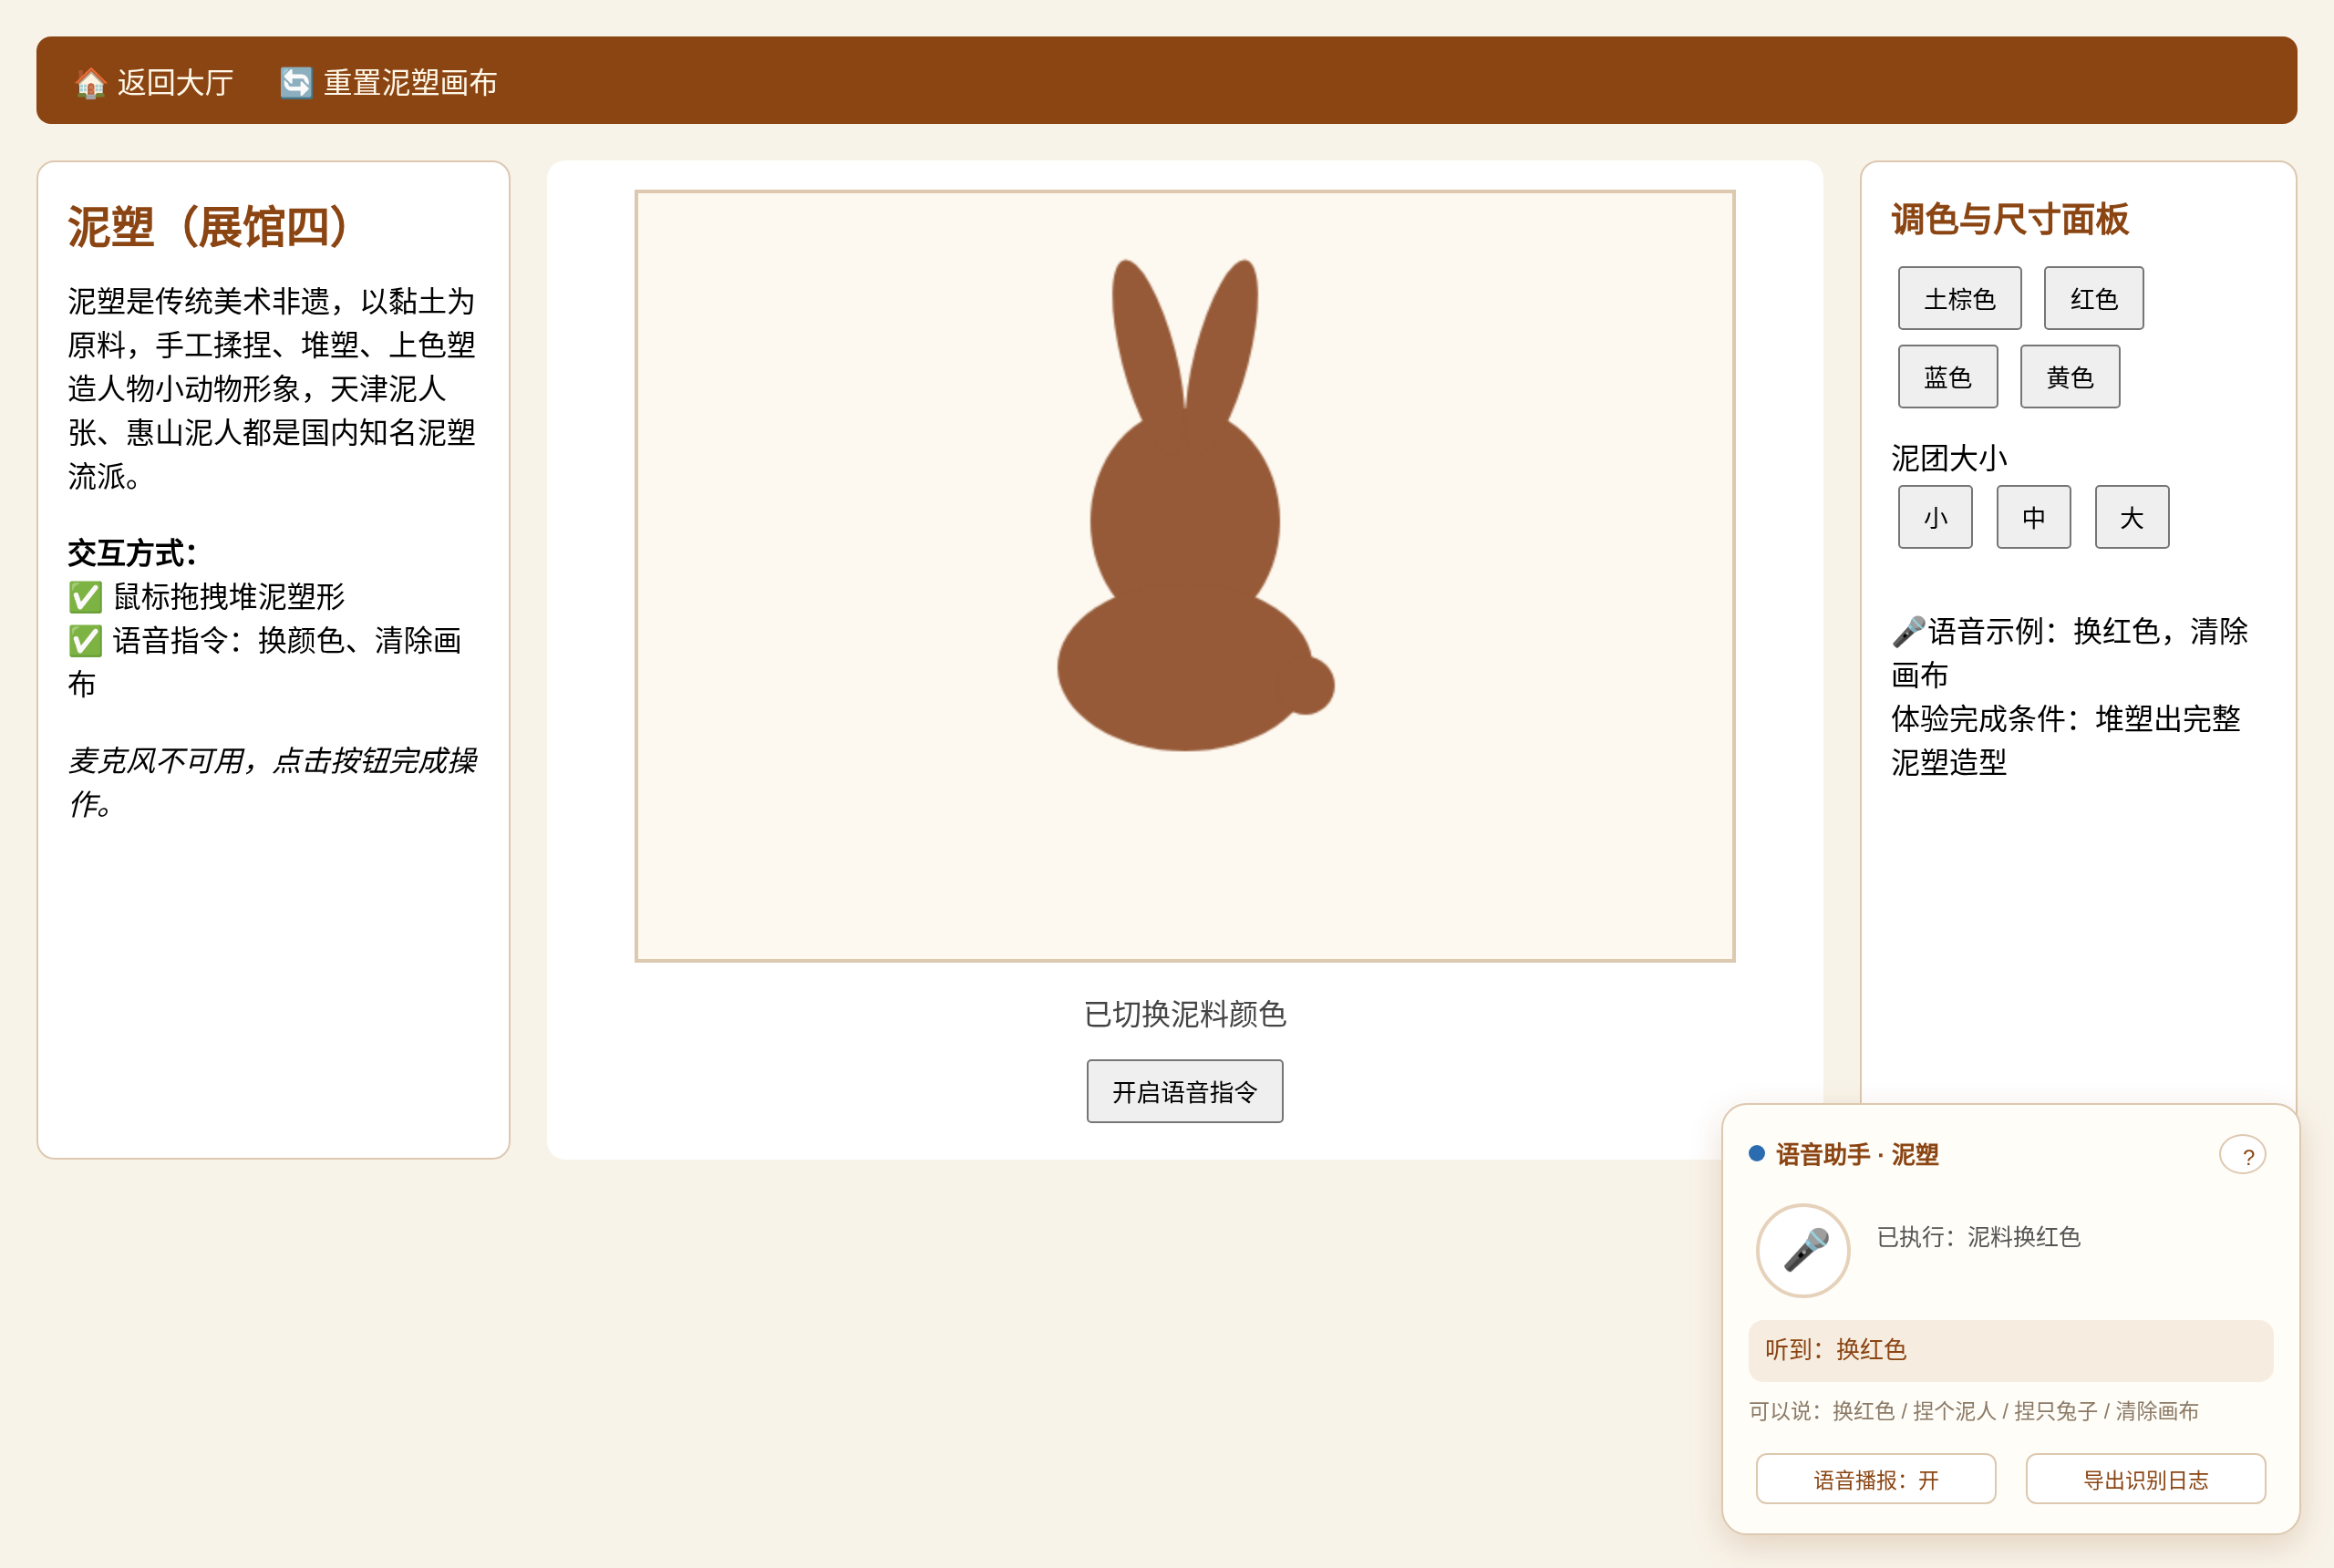 🏠 返回大厅 🔄 重置泥塑画布
泥塑（展馆四）
泥塑是传统美术非遗，以黏土为
原料，手工揉捏、堆塑、上色塑
造人物小动物形象，天津泥人
张、惠山泥人都是国内知名泥塑
流派。
交互方式：
✅ 鼠标拖拽堆泥塑形
✅ 语音指令：换颜色、清除画
布
麦克风不可用，点击按钮完成操
作。
已切换泥料颜色
开启语音指令
调色与尺寸面板
土棕色 红色
蓝色 黄色
泥团大小
小 中 大
🎤语音示例：换红色，清除
画布
体验完成条件：堆塑出完整
泥塑造型
语音助手 · 泥塑 ?
🎤 已执行：泥料换红色
听到：换红色
可以说：换红色 / 捏个泥人 / 捏只兔子 / 清除画布
语音播报：开 导出识别日志